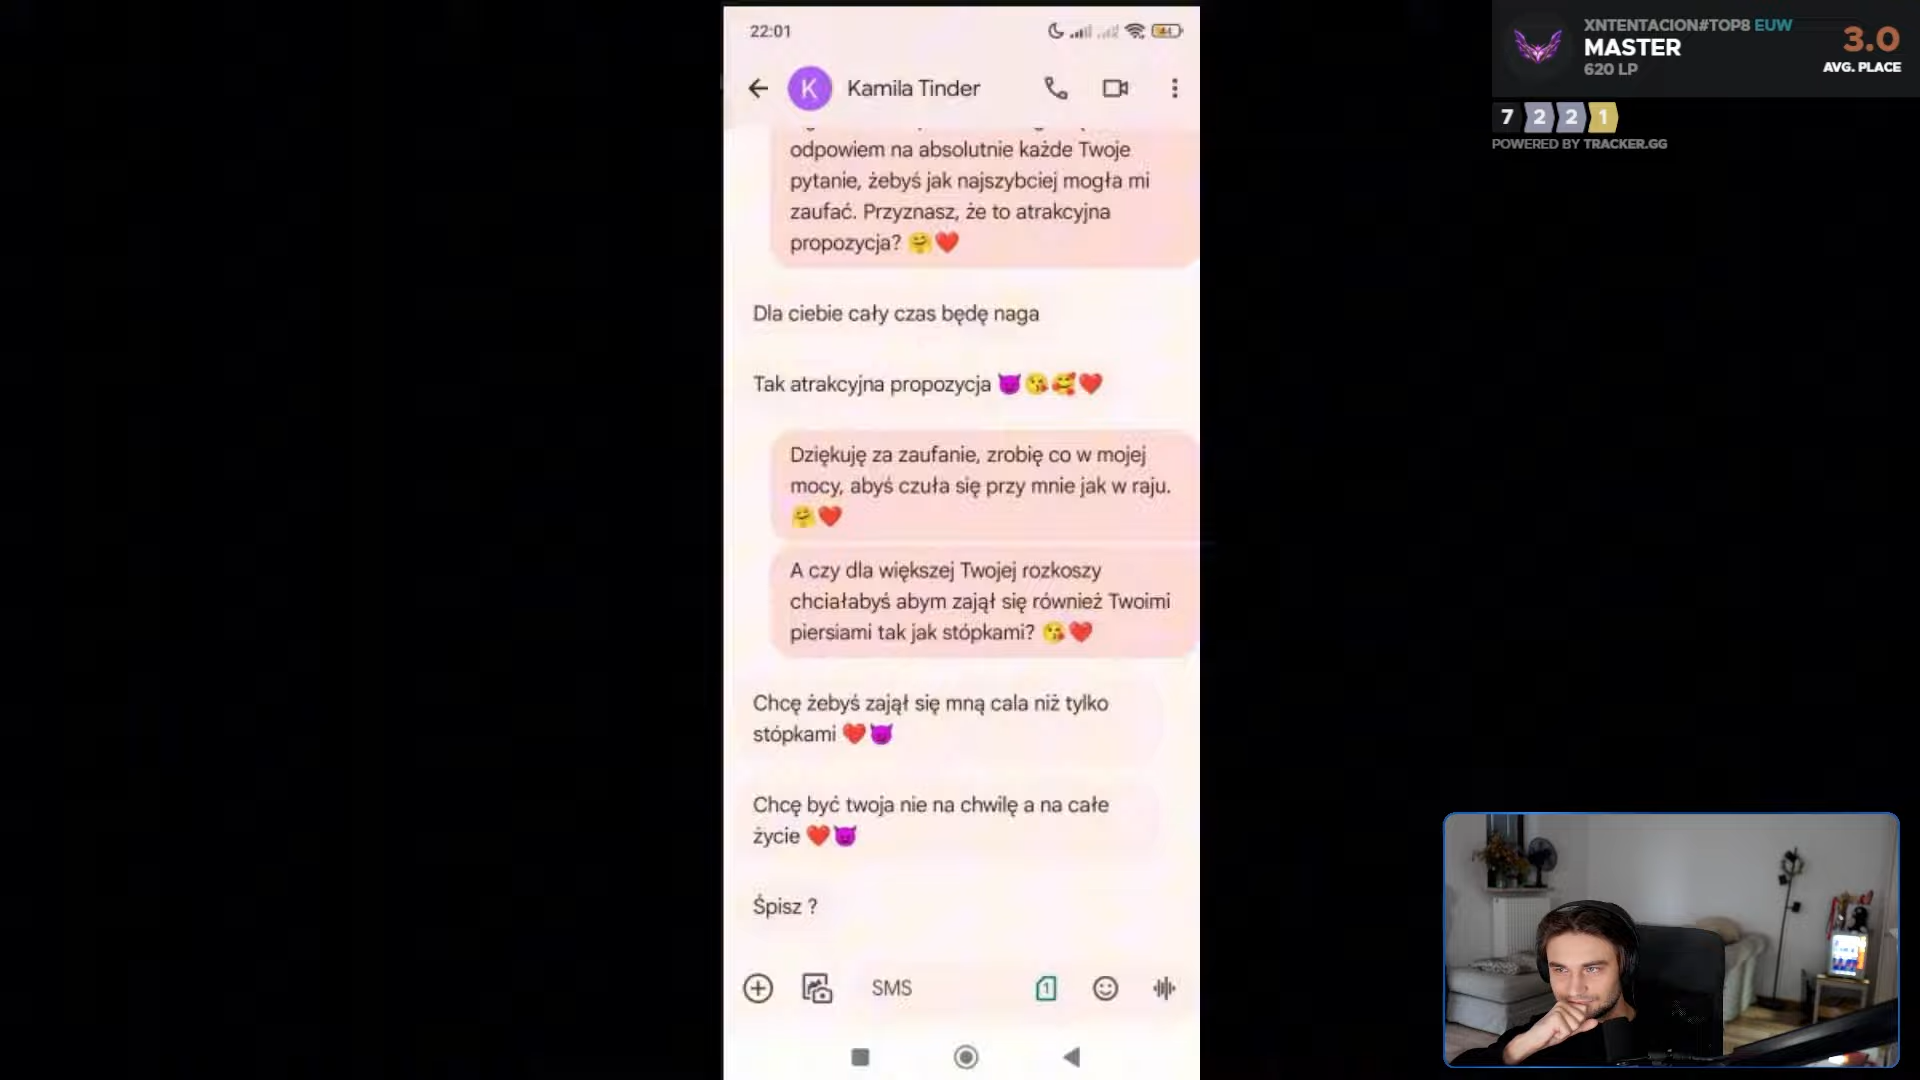 22:01
44
K
Kamila Tinder
odpowiem na absolutnie każde Twoje
pytanie, żebyś jak najszybciej mogła mi
zaufać. Przyznasz, że to atrakcyjna
propozycja? 🤗❤️
Dla ciebie cały czas będę naga
Tak atrakcyjna propozycja 😈😘🥰❤️
Dziękuję za zaufanie, zrobię co w mojej
mocy, abyś czuła się przy mnie jak w raju.
🤗❤️
A czy dla większej Twojej rozkoszy
chciałabyś abym zajął się również Twoimi
piersiami tak jak stópkami? 😘❤️
Chcę żebyś zajął się mną cala niż tylko
stópkami ❤️😈
Chcę być twoja nie na chwilę a na całe
życie ❤️😈
Śpisz ?
SMS
1
XNTENTACION#TOP8 EUW
MASTER
620 LP
3.0
AVG. PLACE
7 2 2 1
POWERED BY TRACKER.GG